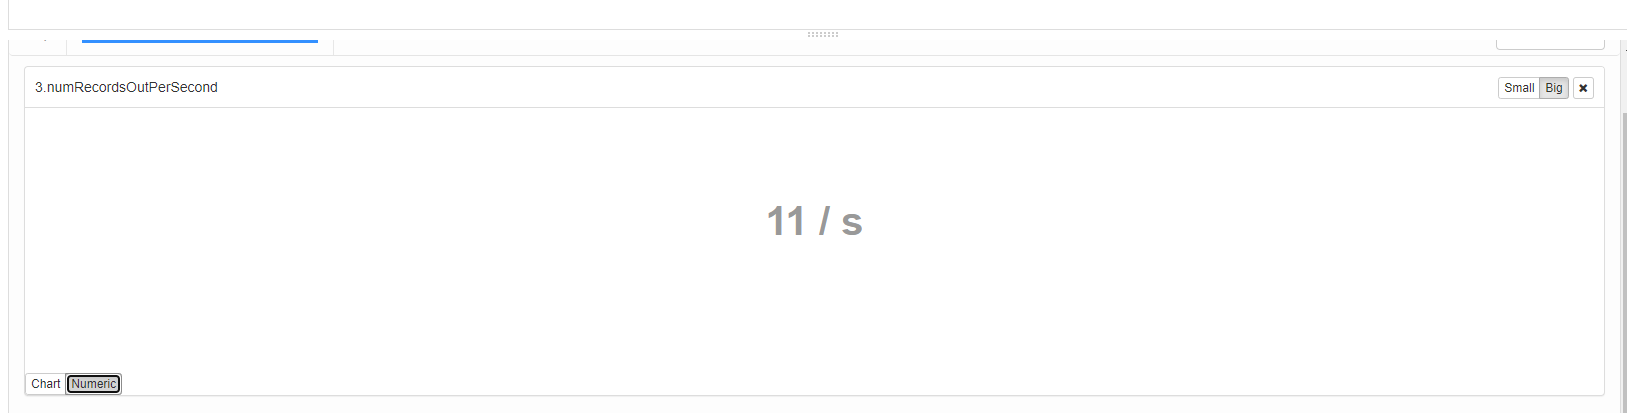 3.numRecordsOutPerSecond
Small Big ✖
11 / s
Chart Numeric